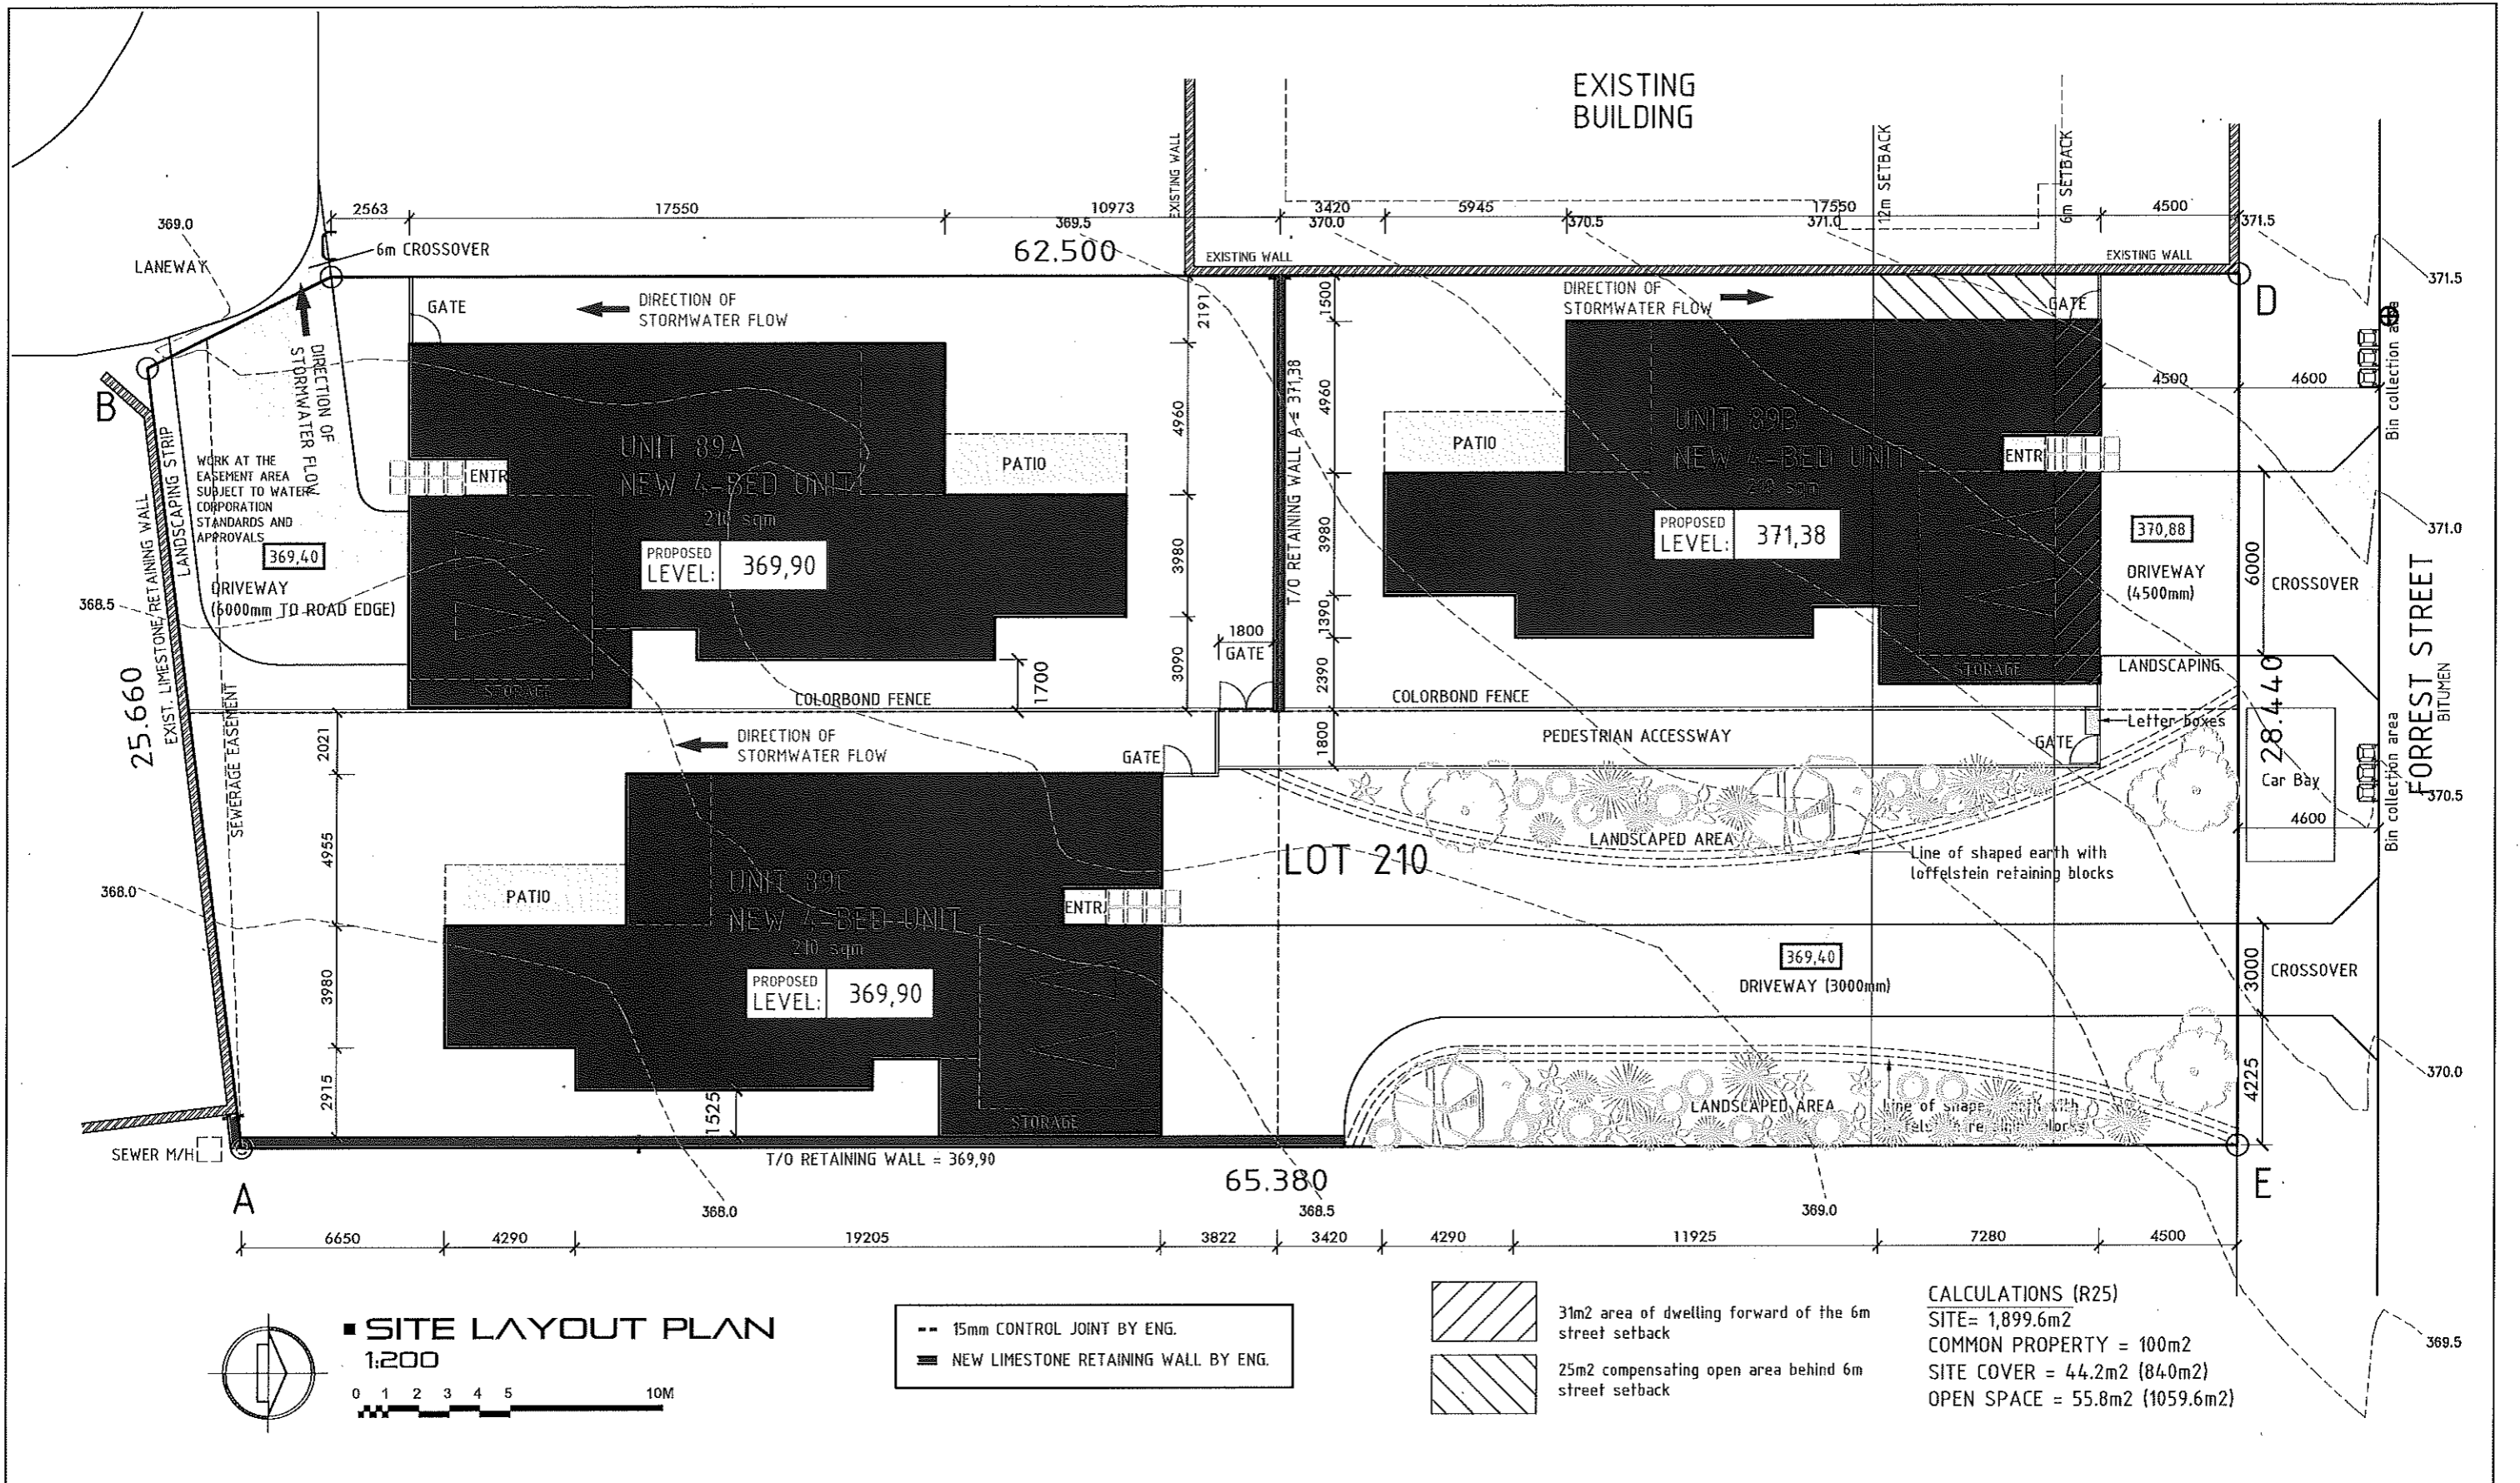 EXISTING
BUILDING
EXISTING WALL
12m SETBACK
6m SETBACK
2563
17550
10973
3420
5945
17550
4500
369.0
369.5
370.0
370.5
371.0
371.5
6m CROSSOVER
62.500
EXISTING WALL
EXISTING WALL
LANEWAY
371.5
GATE
DIRECTION OF
STORMWATER FLOW
2191
1500
DIRECTION OF
STORMWATER FLOW
GATE
D
Bin collection area
DIRECTION OF
STORMWATER FLOW
B
LANDSCAPING STRIP
WORK AT THE
EASEMENT AREA
SUBJECT TO WATER
CORPORATION
STANDARDS AND
APPROVALS
ENTR
UNIT 89A
NEW 4-BED UNIT
210 sqm
PROPOSED
LEVEL:
369,90
PATIO
4960
T/O RETAINING WALL A = 371,38
4960
PATIO
UNIT 89B
NEW 4-BED UNIT
210 sqm
PROPOSED
LEVEL:
371,38
ENTR
4500
4600
371.0
369,40
DRIVEWAY
(6000mm TO ROAD EDGE)
3980
3980
370,88
DRIVEWAY
(4500mm)
6000
CROSSOVER
368.5
EXIST. LIMESTONE RETAINING WALL
25.660
STORAGE
1700
3090
1800
GATE
1390
2390
STORAGE
LANDSCAPING
FORREST STREET
BITUMEN
COLORBOND FENCE
COLORBOND FENCE
Letter boxes
28.440
SEWERAGE EASEMENT
2021
DIRECTION OF
STORMWATER FLOW
GATE
1800
PEDESTRIAN ACCESSWAY
GATE
Car Bay
370.5
Bin collection area
4600
4955
LANDSCAPED AREA
Line of shaped earth with
loffelstein retaining blocks
LOT 210
368.0
PATIO
UNIT 89C
NEW 4-BED UNIT
210 sqm
PROPOSED
LEVEL:
369,90
ENTR
3980
369,40
DRIVEWAY (3000mm)
3000
CROSSOVER
370.0
2915
1525
STORAGE
LANDSCAPED AREA
4225
SEWER M/H
T/O RETAINING WALL = 369,90
65.380
A
E
368.0
368.5
369.0
6650
4290
19205
3822
3420
4290
11925
7280
4500
SITE LAYOUT PLAN
1:200
0 1 2 3 4 5 10M
15mm CONTROL JOINT BY ENG.
NEW LIMESTONE RETAINING WALL BY ENG.
31m2 area of dwelling forward of the 6m
street setback
25m2 compensating open area behind 6m
street setback
CALCULATIONS (R25)
SITE= 1,899.6m2
COMMON PROPERTY = 100m2
SITE COVER = 44.2m2 (840m2)
OPEN SPACE = 55.8m2 (1059.6m2)
369.5